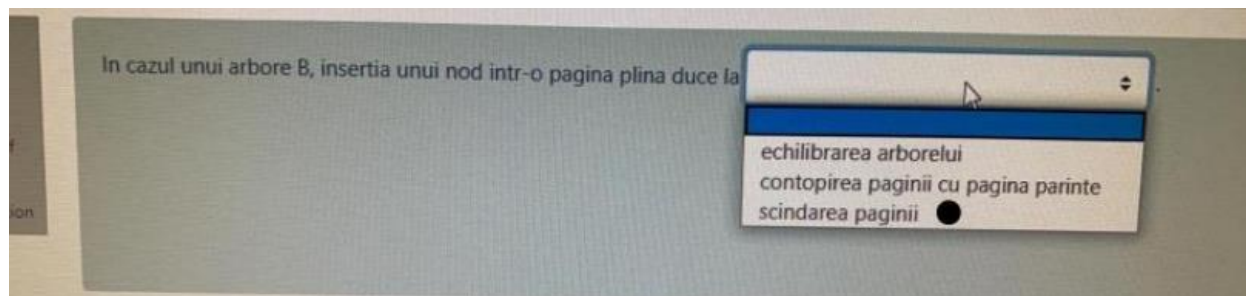 In cazul unui arbore B, insertia unui nod intr-o pagina plina duce la .
echilibrarea arborelui
contopirea paginii cu pagina parinte
scindarea paginii
ion